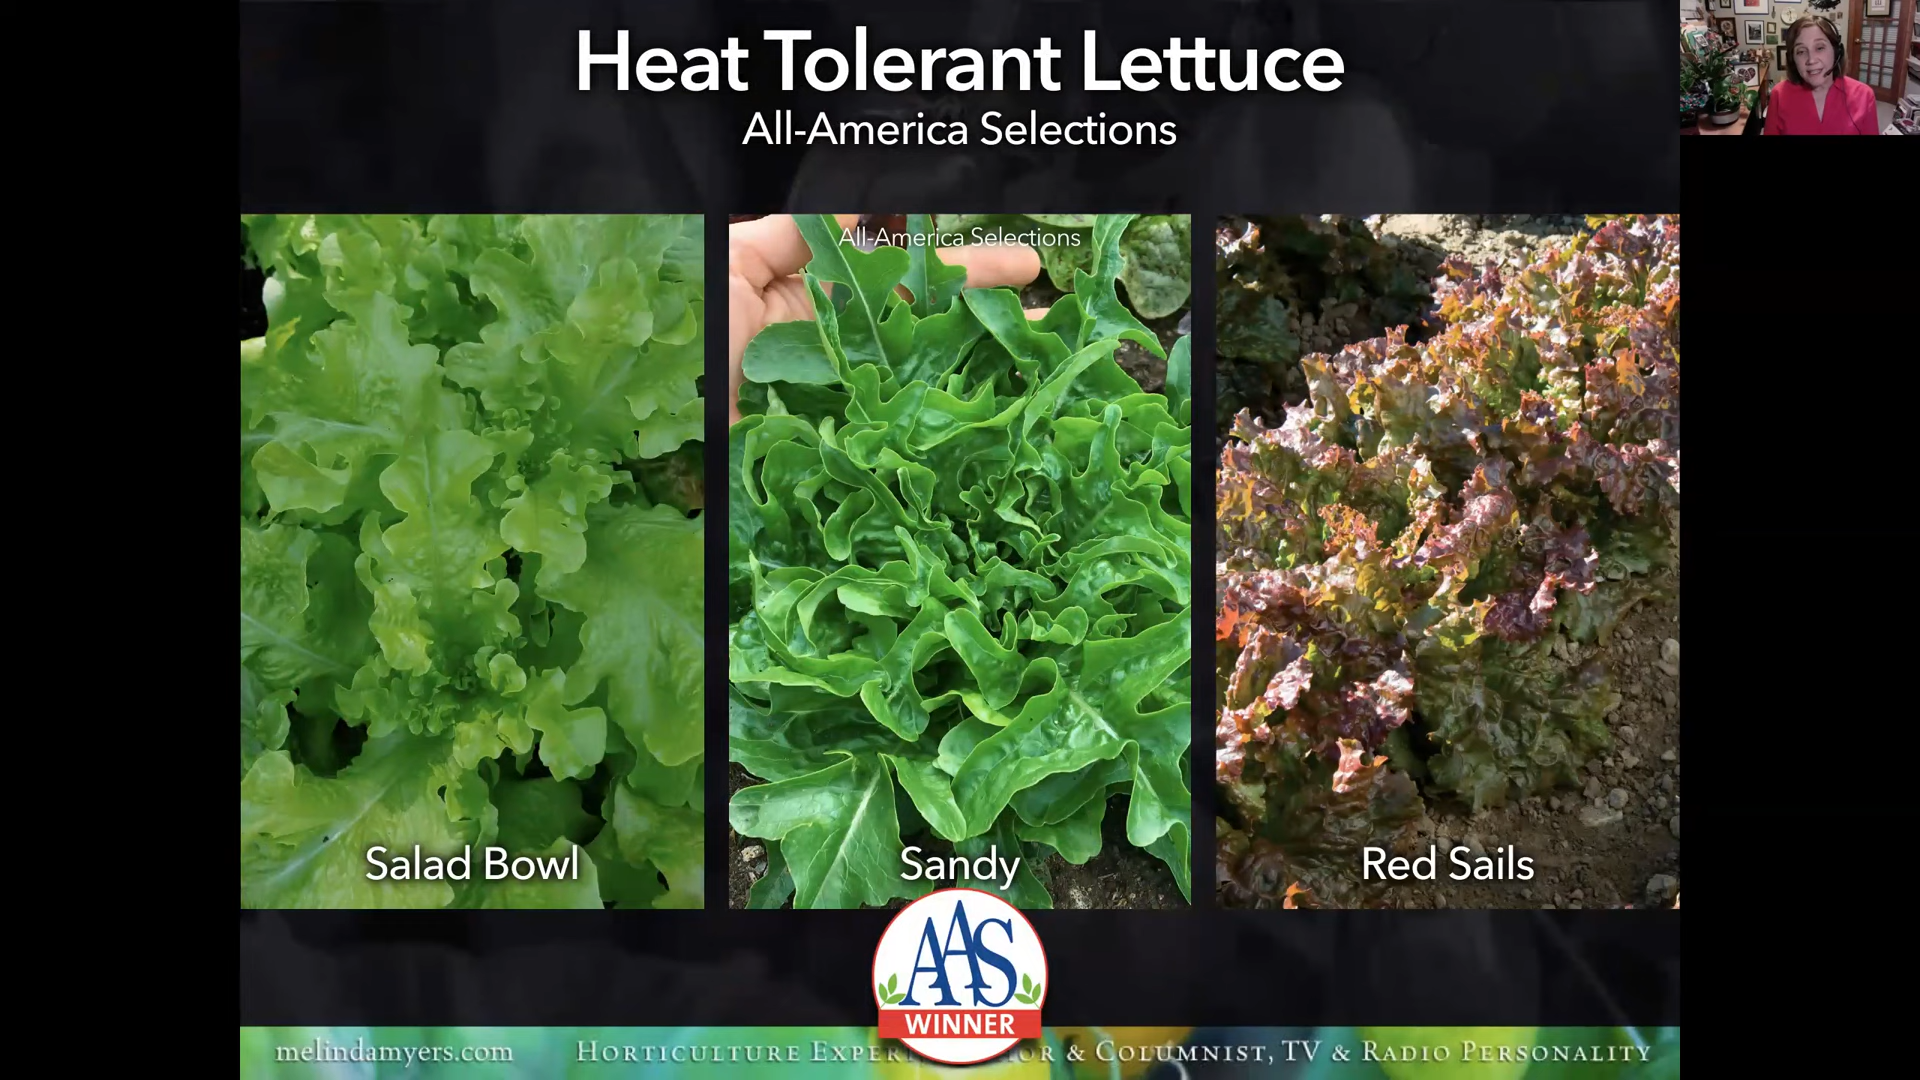 Heat Tolerant Lettuce
All-America Selections
All-America Selections
Salad Bowl
Sandy
Red Sails
AAS
WINNER
melindamyers.com
HORTICULTURE EXPER OR & COLUMNIST, TV & RADIO PERSONALITY